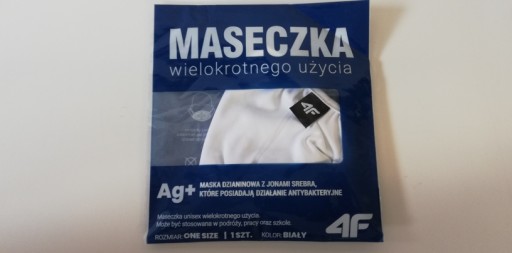 MASECZKA
wielokrotnego użycia
4F
Ag+
MASKA DZIANINOWA Z JONAMI SREBRA,
KTÓRE POSIADAJĄ DZIAŁANIE ANTYBAKTERYJNE
Maseczka unisex wielokrotnego użycia.
Może być stosowana w podróży, pracy oraz szkole.
ROZMIAR: ONE SIZE | 1 SZT. KOLOR: BIAŁY
4F